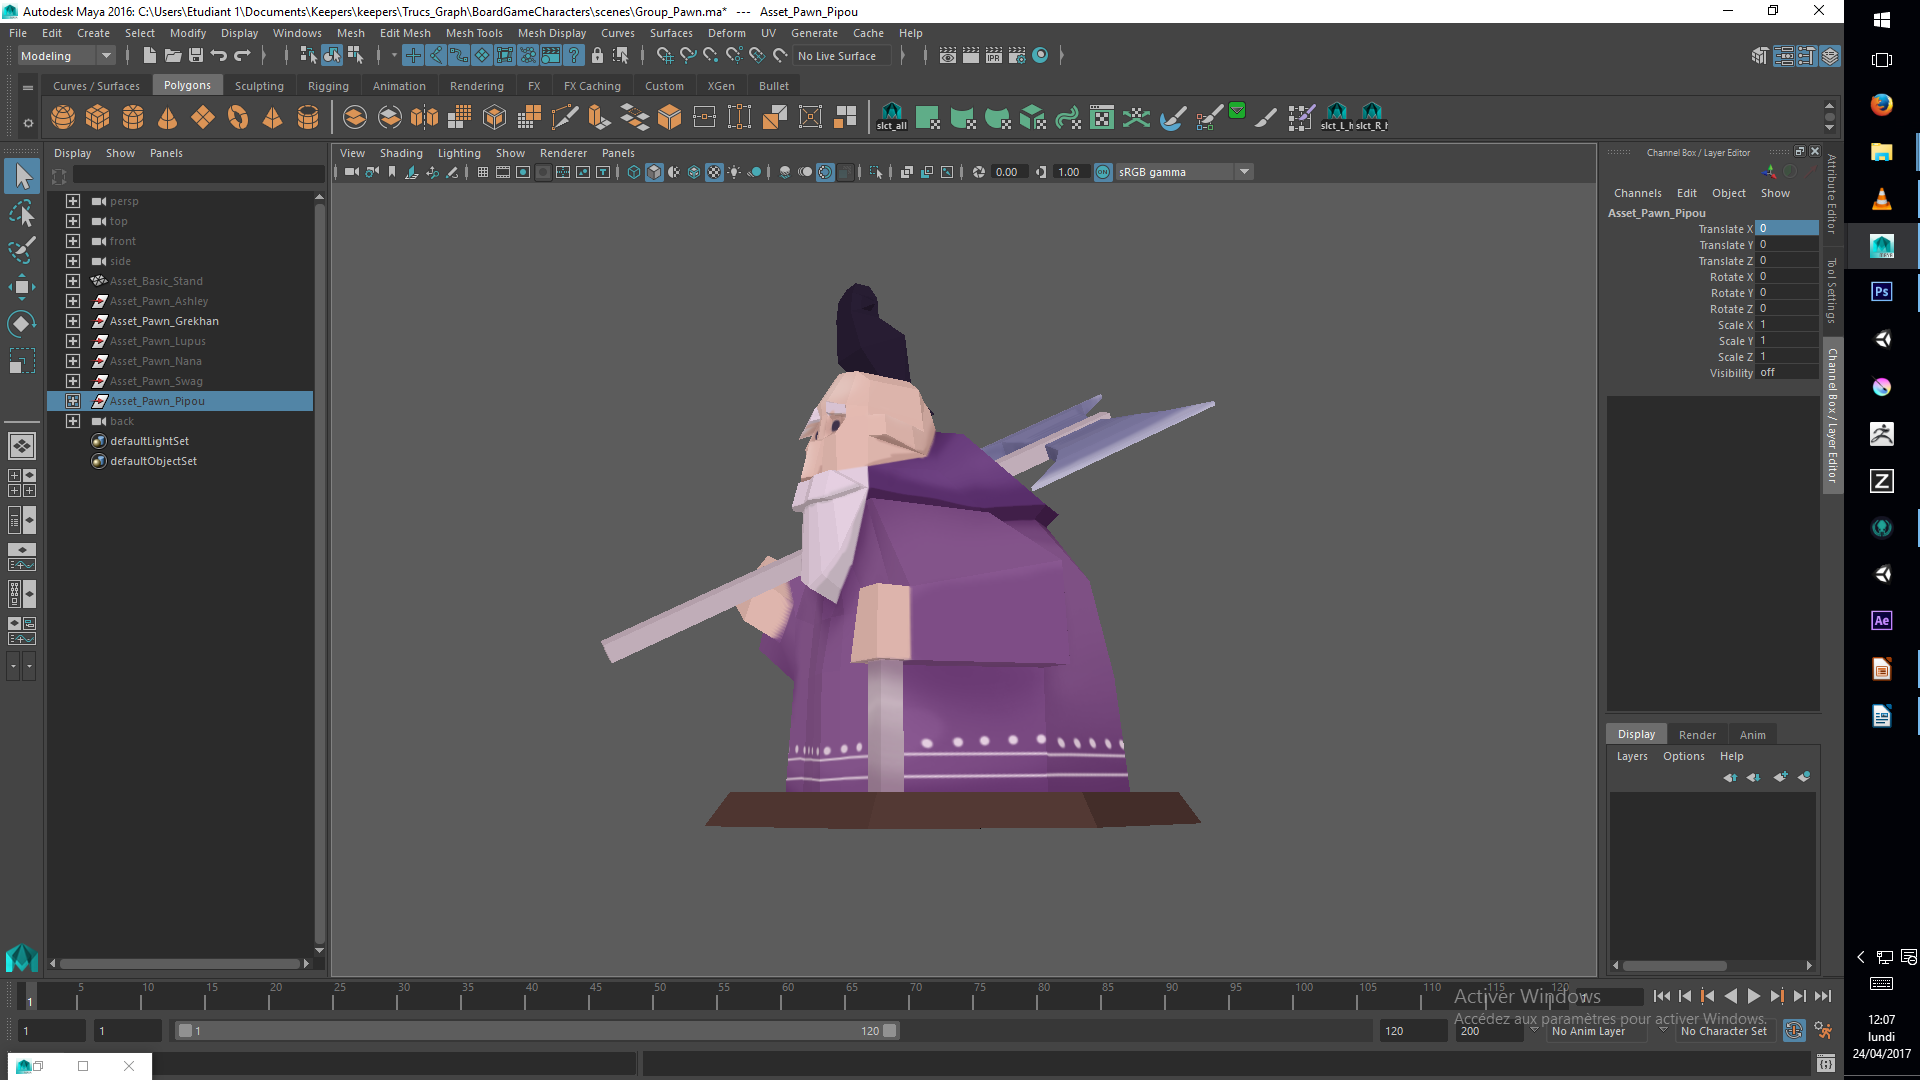 Autodesk Maya 2016: C:\Users\Etudiant 1\Documents\Keepers\keepers\Trucs_Graph\BoardGameCharacters\scenes\Group_Pawn.ma* --- Asset_Pawn_Pipou
File Edit Create Select Modify Display Windows Mesh Edit Mesh Mesh Tools Mesh Display Curves Surfaces Deform UV Generate Cache Help
Modeling No Live Surface IPR
Curves / Surfaces Polygons Sculpting Rigging Animation Rendering FX FX Caching Custom XGen Bullet
slct_all slct_L_h slct_R_h
Display Show Panels
View Shading Lighting Show Renderer Panels
0.00 1.00 ON sRGB gamma
persp
top
front
side
Asset_Basic_Stand
Asset_Pawn_Ashley
Asset_Pawn_Grekhan
Asset_Pawn_Lupus
Asset_Pawn_Nana
Asset_Pawn_Swag
Asset_Pawn_Pipou
back
defaultLightSet
defaultObjectSet
Channel Box / Layer Editor
Channels Edit Object Show
Asset_Pawn_Pipou
Translate X 0
Translate Y 0
Translate Z 0
Rotate X 0
Rotate Y 0
Rotate Z 0
Scale X 1
Scale Y 1
Scale Z 1
Visibility off
Attribute Editor
Tool Settings
Channel Box / Layer Editor
Display Render Anim
Layers Options Help
Ps
Z
Ae
5 10 15 20 25 30 35 40 45 50 55 60 65 70 75 80 85 90 95 100 105 110 115 120
1
1 1 1 120 120 200 No Anim Layer No Character Set
Activer Windows
Accédez aux paramètres pour activer Windows.
12:07
lundi
24/04/2017